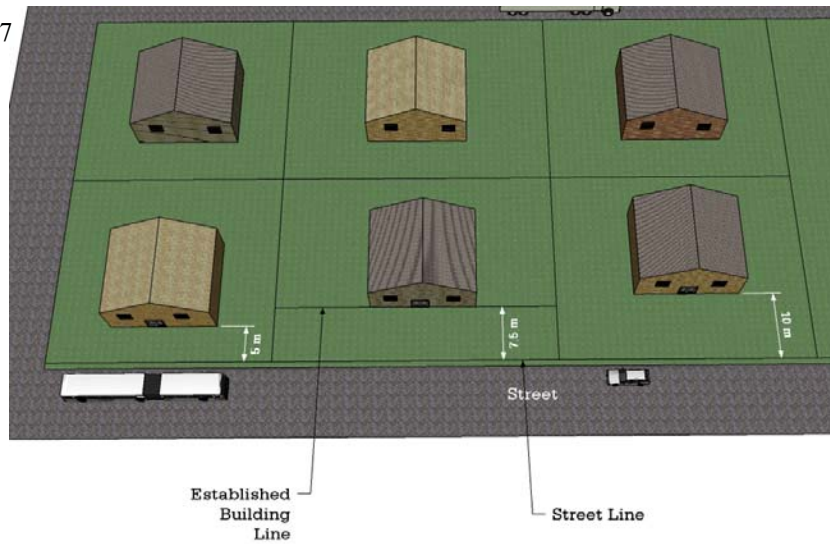 7
5 m
7.5 m
10 m
Street
Established
Building
Line
Street Line